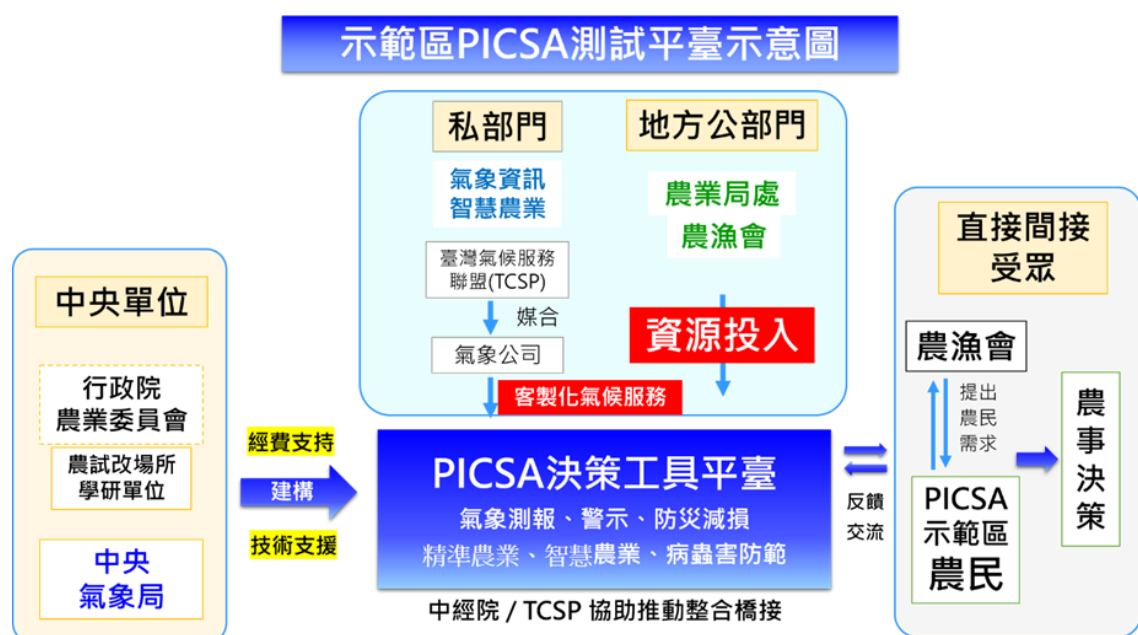 示範區PICSA測試平臺示意圖
中央單位
行政院
農業委員會
農試改場所
學研單位
中央
氣象局
經費支持
建構
技術支援
私部門
氣象資訊
智慧農業
臺灣氣候服務
聯盟(TCSP)
媒合
氣象公司
客製化氣候服務
地方公部門
農業局處
農漁會
資源投入
PICSA決策工具平臺
氣象測報、警示、防災減損
精準農業、智慧農業、病蟲害防範
中經院 / TCSP 協助推動整合橋接
反饋
交流
直接間接
受眾
農漁會
提出
農民
需求
PICSA
示範區
農民
農事決策